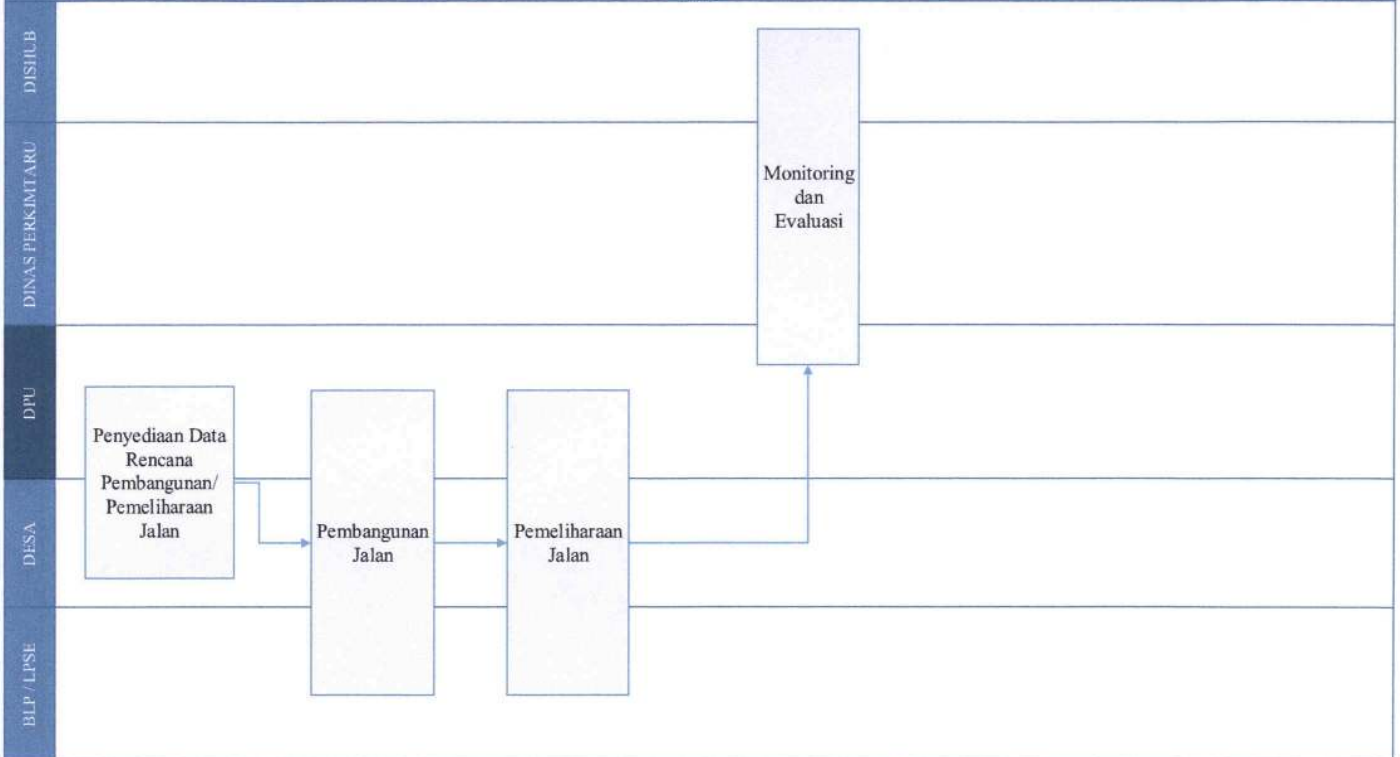 DISHUB
DINAS PERKIMTARU
DPU
DESA
BLP / LPSE
Penyediaan Data
Rencana
Pembangunan/
Pemeliharaan
Jalan
Pembangunan
Jalan
Pemeliharaan
Jalan
Monitoring
dan
Evaluasi